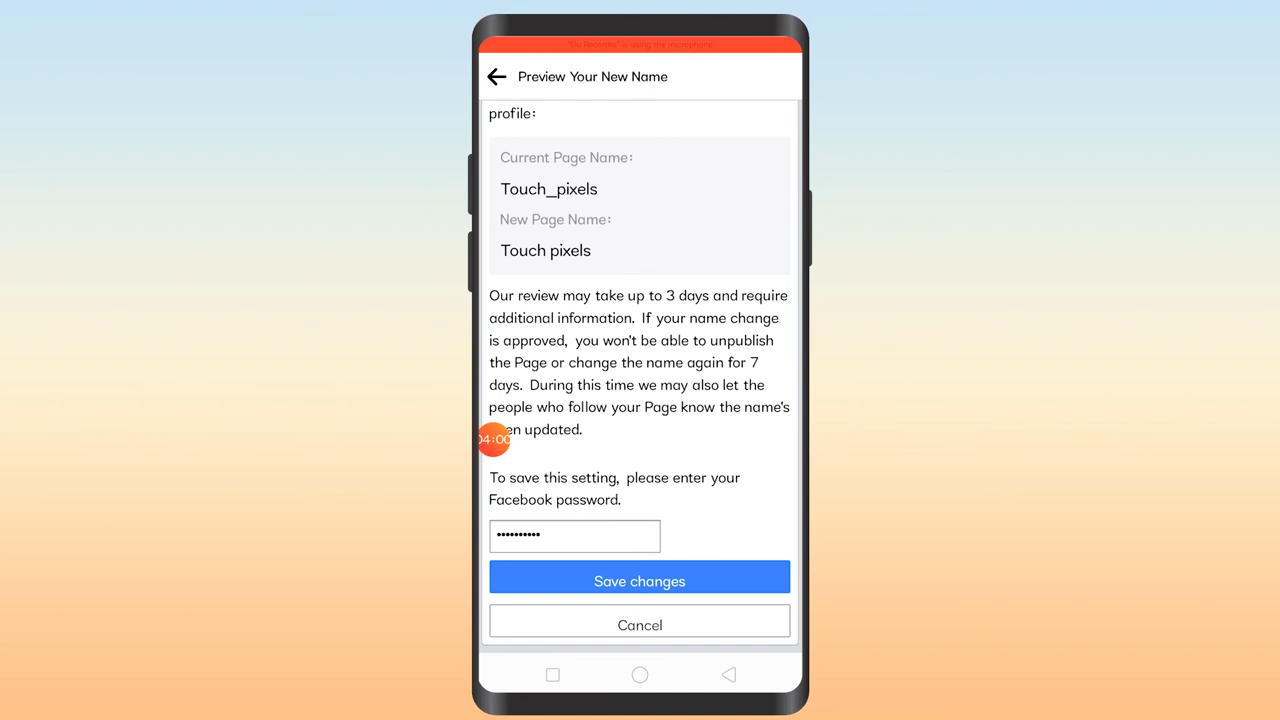 "Du Recorder" is using the microphone
Preview Your New Name
profile:
Current Page Name:
Touch_pixels
New Page Name:
Touch pixels
Our review may take up to 3 days and require
additional information. If your name change
is approved, you won't be able to unpublish
the Page or change the name again for 7
days. During this time we may also let the
people who follow your Page know the name's
en updated.
04:00
To save this setting, please enter your
Facebook password.
••••••••••
Save changes
Cancel